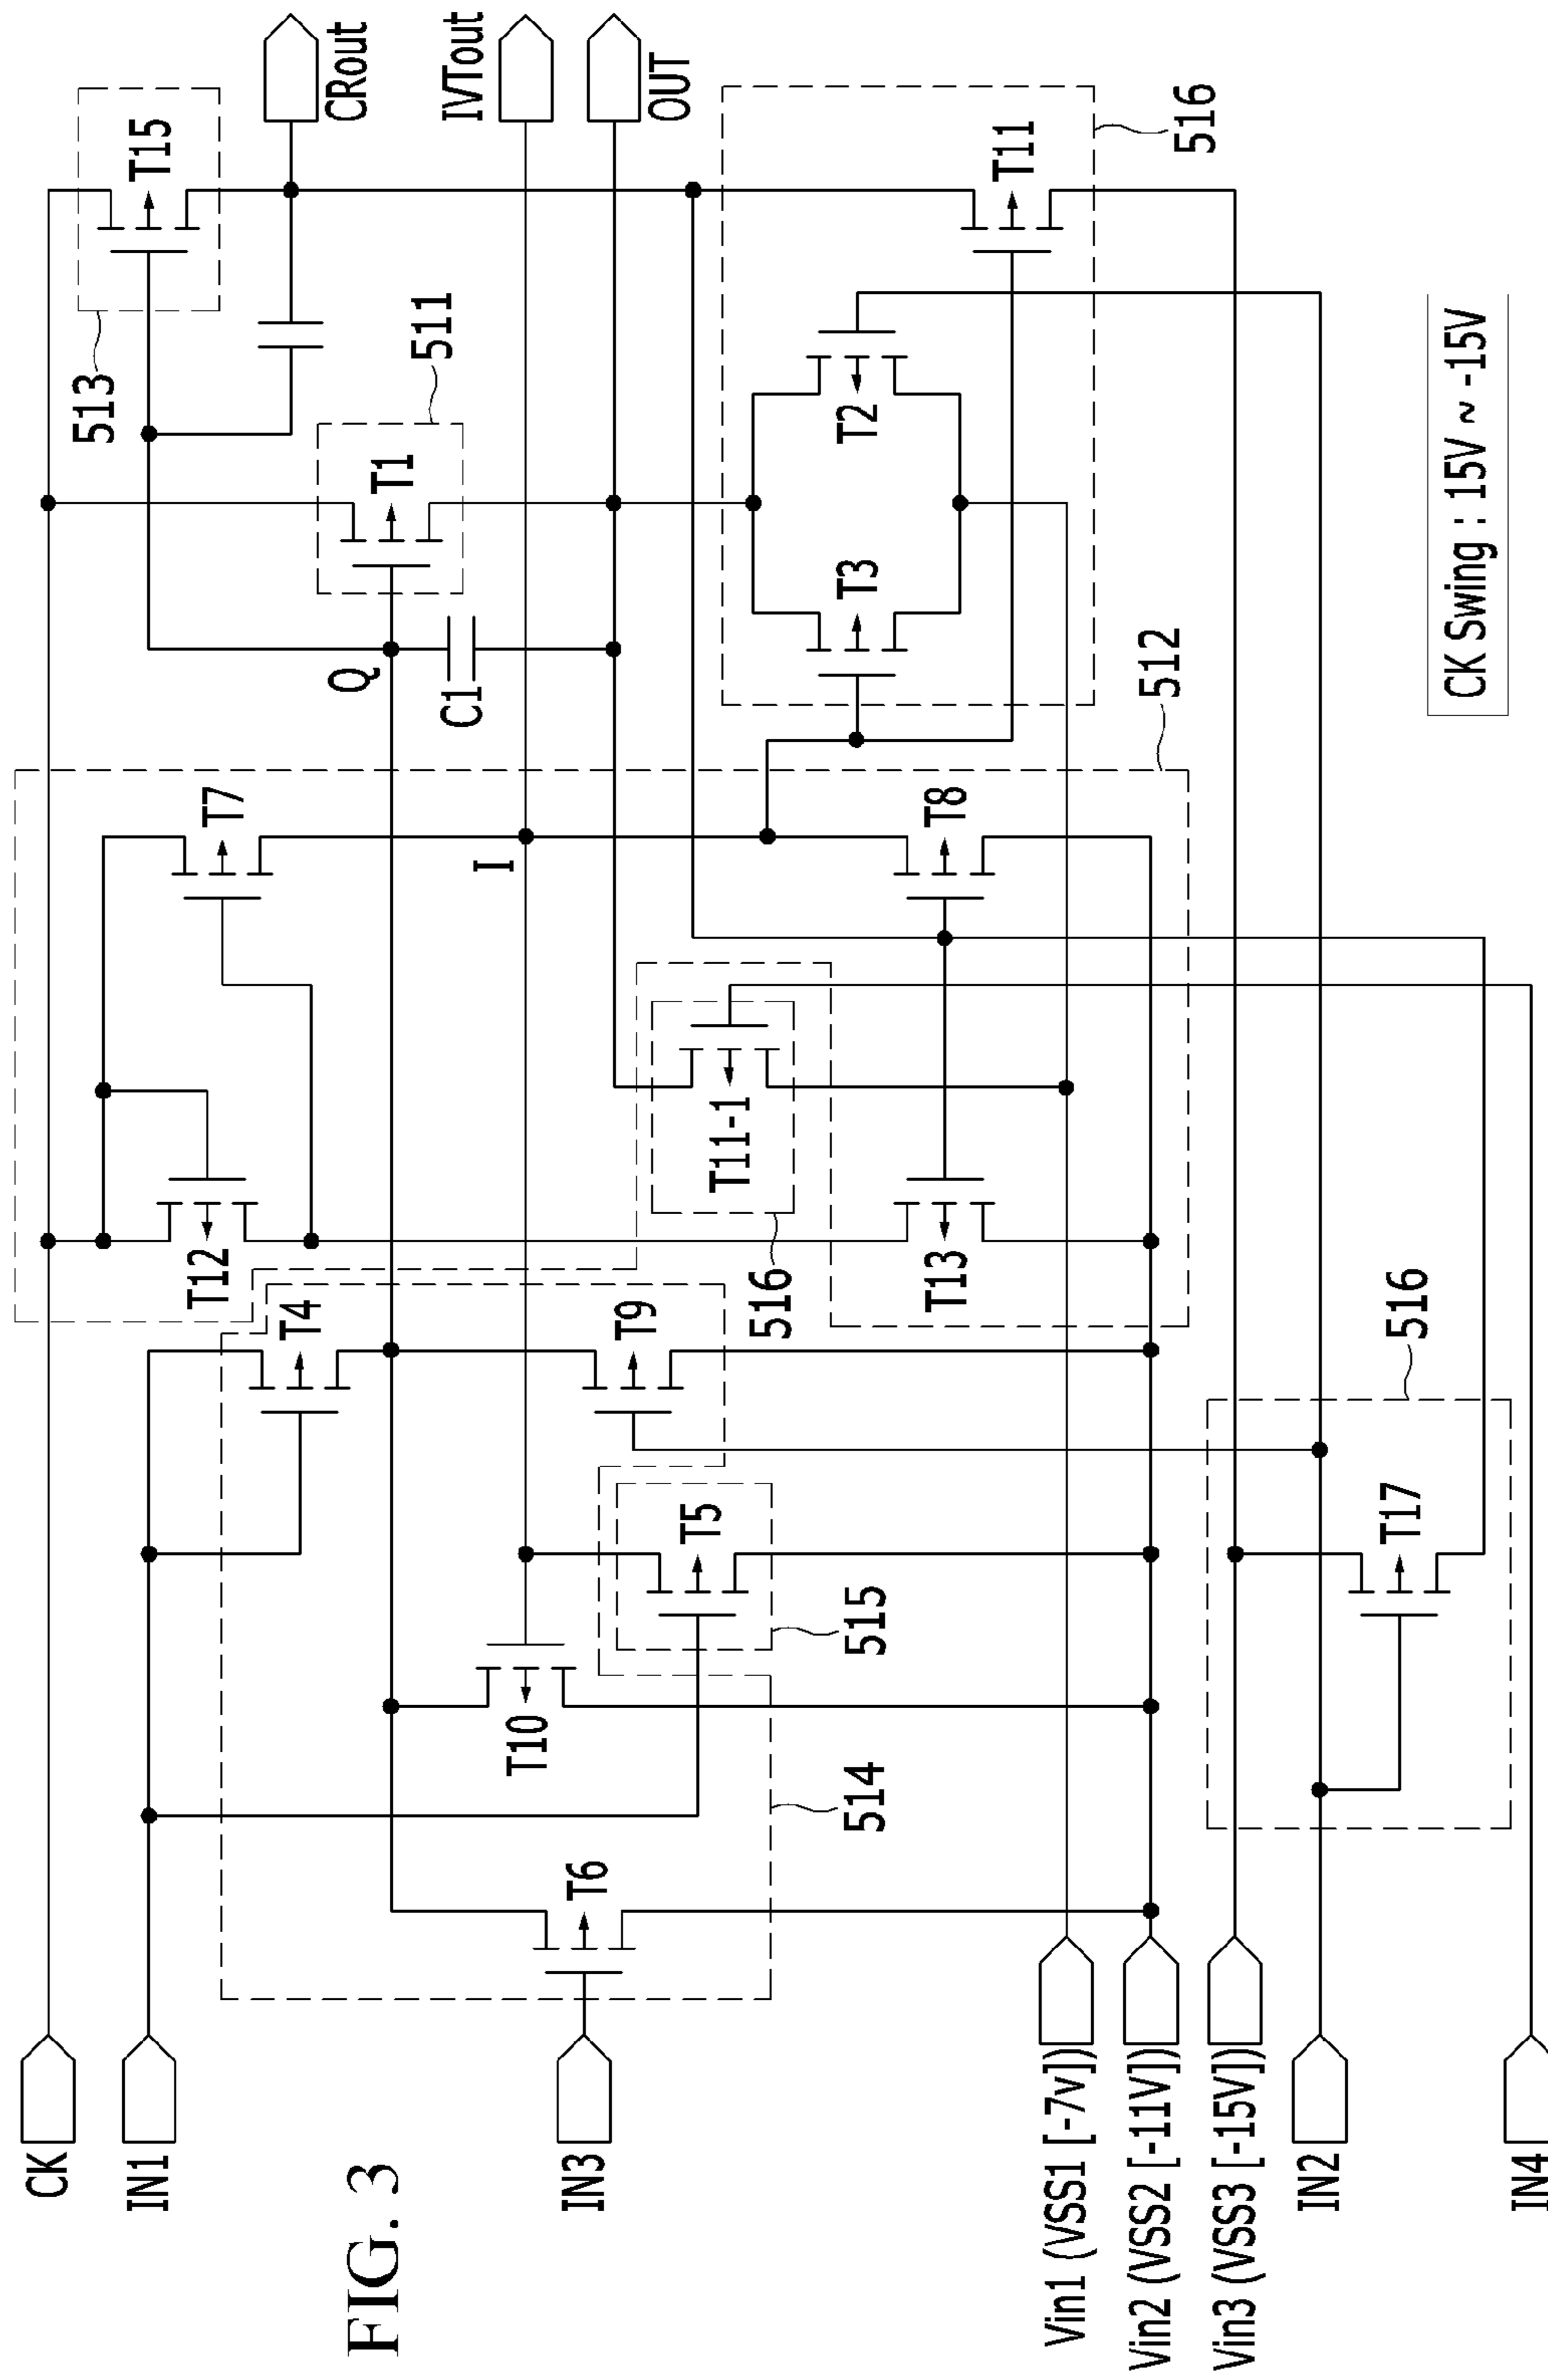 FIG. 3
CK
IN1
IN3
Vin1 (VSS1 [-7v])
Vin2 (VSS2 [-11V])
Vin3 (VSS3 [-15V])
IN2
IN4
T6
514
T10
T5
515
T4
T9
T17
516
T12
T11-1
516
T13
T7
I
T8
512
Q
C1
T1
511
T3
T2
513
T15
T11
516
CRout
IVTout
OUT
CK Swing : 15V ~ -15V